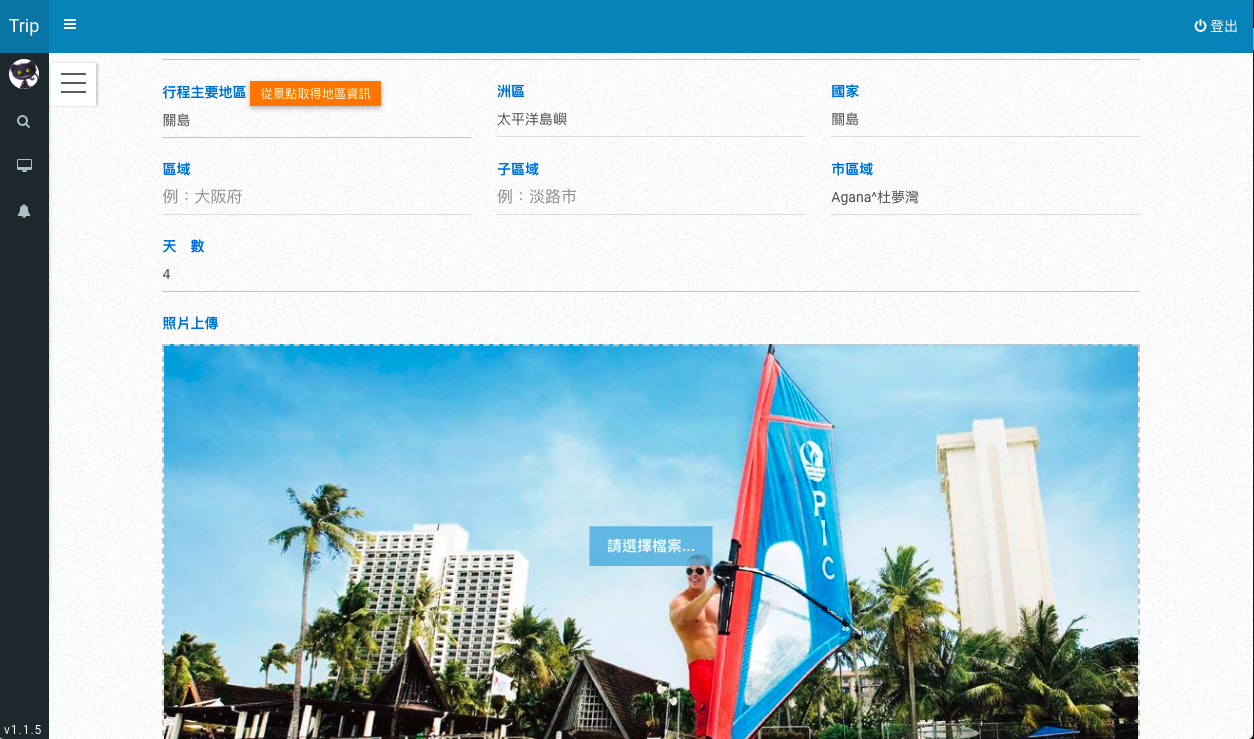 Trip
登出
行程主要地區 從景點取得地區資訊
關島
洲區
太平洋島嶼
國家
關島
區域
例：大阪府
子區域
例：淡路市
市區域
Agana^杜夢灣
天 數
4
照片上傳
請選擇檔案...
PIC
v1.1.5